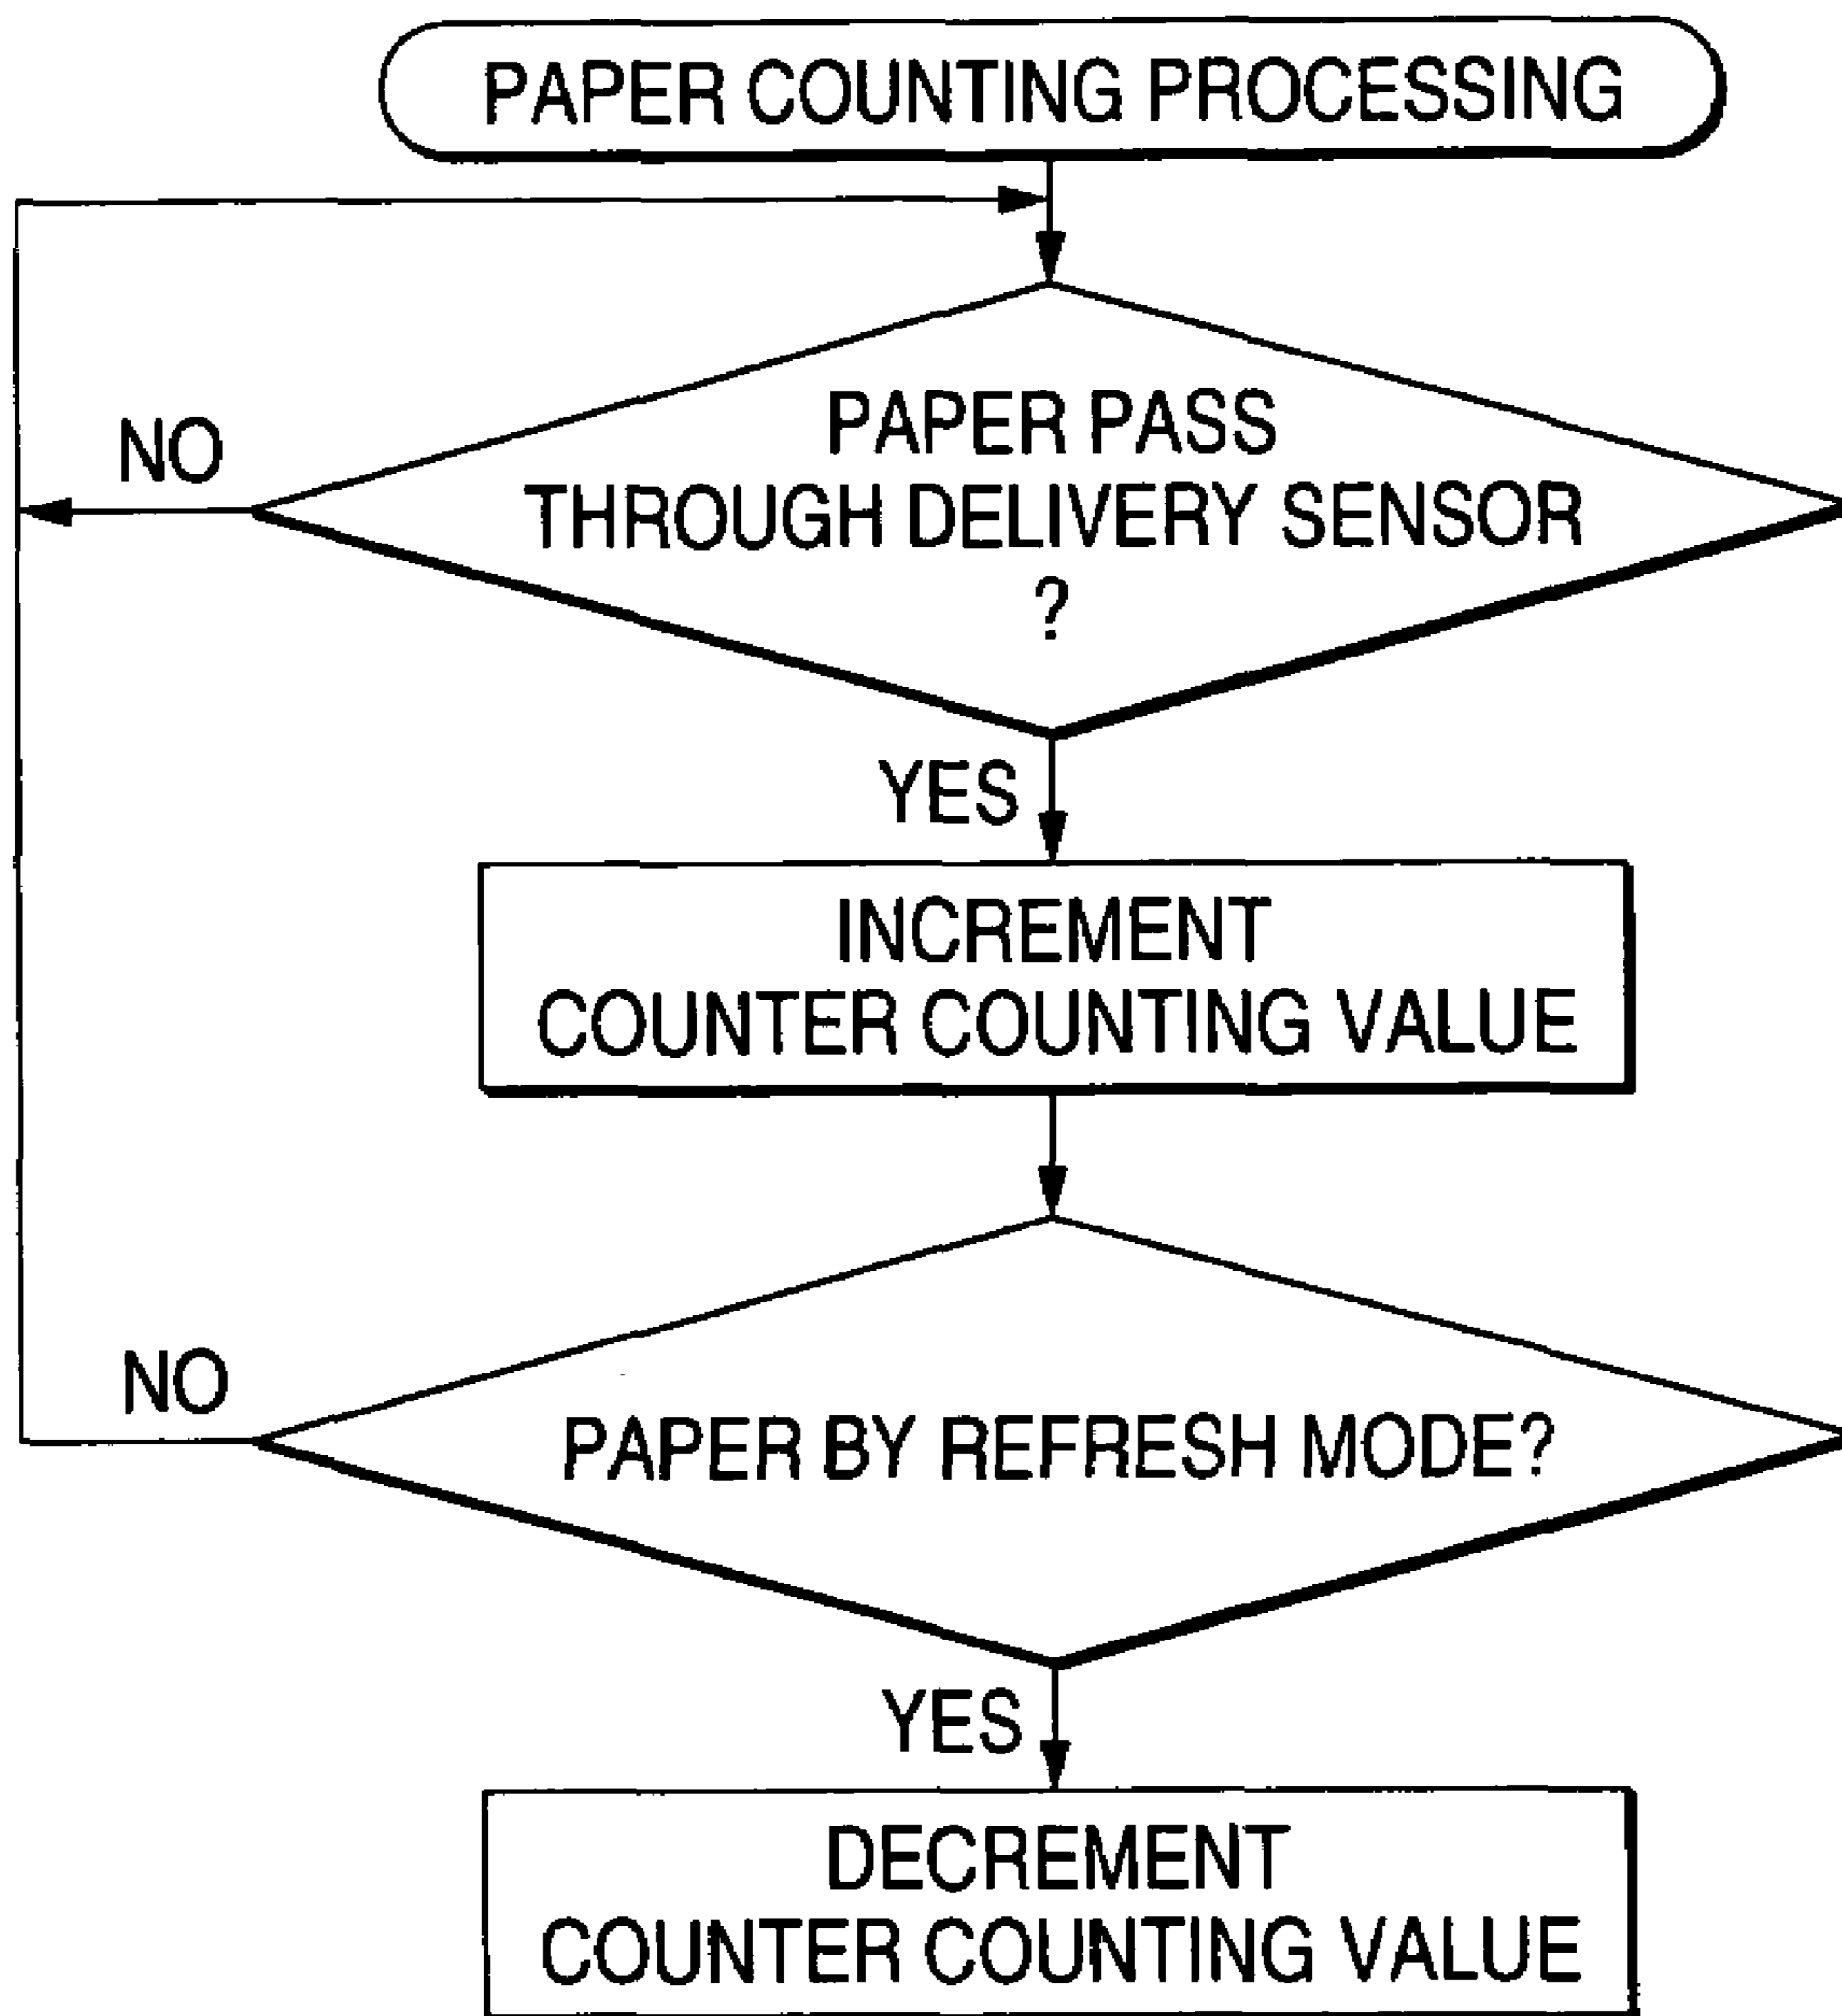 PAPER COUNTING PROCESSING
PAPER PASS
THROUGH DELIVERY SENSOR
?
NO
YES
INCREMENT
COUNTER COUNTING VALUE
PAPER BY REFRESH MODE?
NO
YES
DECREMENT
COUNTER COUNTING VALUE